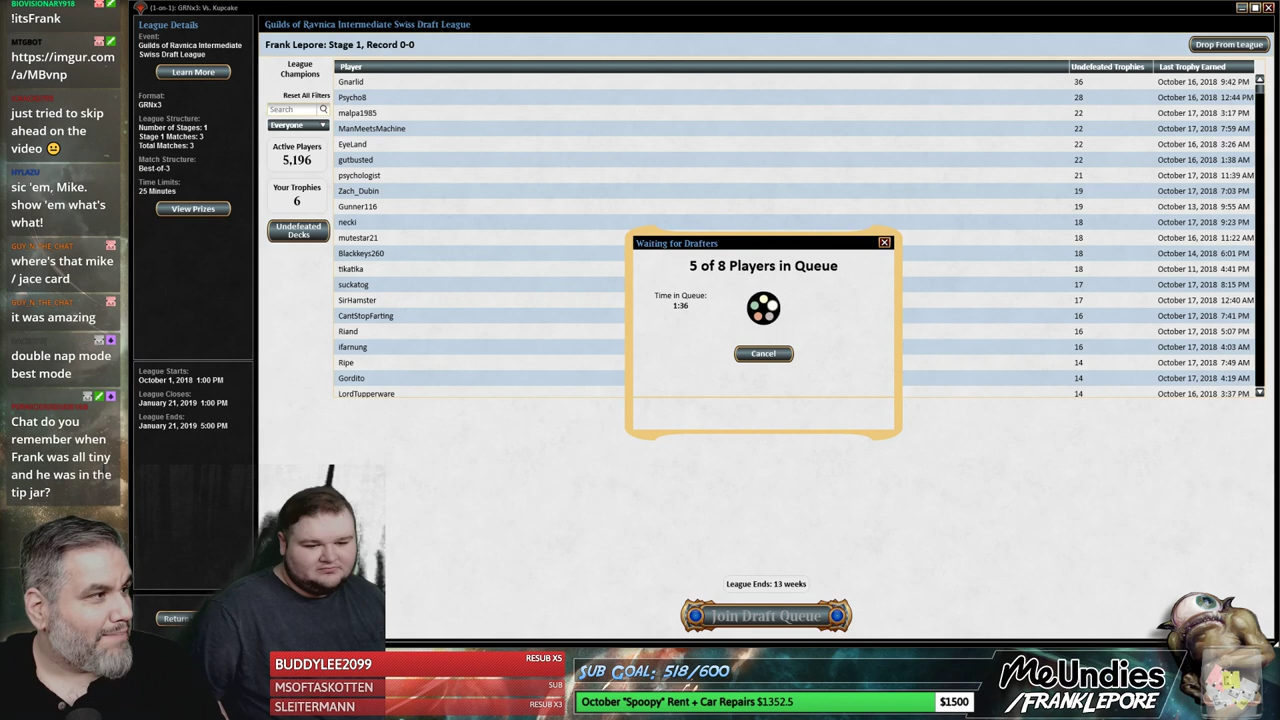 BIOVISIONARY918
!itsFrank
MTGBOT
https://imgur.com
/a/MBvnp
just tried to skip
ahead on the
video
NYLAZU
sic 'em, Mike.
show 'em what's
what!
GUY-N-THE-CHAT
where's that mike
/ jace card
GUY-N-THE-CHAT
it was amazing
double nap mode
best mode
Chat do you
remember when
Frank was all tiny
and he was in the
tip jar?
(1-on-1): GRNx3: Vs. Kupcake
League Details
Event:
Guilds of Ravnica Intermediate
Swiss Draft League
Learn More
Format:
GRNx3
League Structure:
Number of Stages: 1
Stage 1 Matches: 3
Total Matches: 3
Match Structure:
Best-of-3
Time Limits:
25 Minutes
View Prizes
League Starts:
October 1, 2018 1:00 PM
League Closes:
January 21, 2019 1:00 PM
League Ends:
January 21, 2019 5:00 PM
Return
Guilds of Ravnica Intermediate Swiss Draft League
Frank Lepore: Stage 1, Record 0-0
Drop From League
League
Champions
Reset All Filters
Search
Everyone
Active Players
5,196
Your Trophies
6
Undefeated
Decks
Player Undefeated Trophies Last Trophy Earned
Gnarlid 36 October 16, 2018 9:42 PM
Psycho8 28 October 16, 2018 12:44 PM
malpa1985 22 October 17, 2018 3:17 PM
ManMeetsMachine 22 October 17, 2018 7:59 AM
EyeLand 22 October 16, 2018 3:26 AM
gutbusted 22 October 16, 2018 1:38 AM
psychologist 21 October 17, 2018 11:39 AM
Zach_Dubin 19 October 17, 2018 7:03 PM
Gunner116 19 October 13, 2018 9:55 AM
necki 18 October 17, 2018 9:23 PM
mutestar21 18 October 16, 2018 11:22 AM
Blackkeys260 18 October 14, 2018 6:01 PM
tikatika 18 October 11, 2018 4:41 PM
suckatog 17 October 17, 2018 8:15 PM
SirHamster 17 October 17, 2018 12:40 AM
CantStopFarting 16 October 17, 2018 7:41 PM
Riand 16 October 17, 2018 5:07 PM
ifarnung 16 October 17, 2018 4:03 AM
Ripe 14 October 17, 2018 7:49 AM
Gordito 14 October 17, 2018 4:19 AM
LordTupperware 14 October 16, 2018 3:37 PM
Waiting for Drafters
5 of 8 Players in Queue
Time in Queue:
1:36
Cancel
League Ends: 13 weeks
Join Draft Queue
BUDDYLEE2099 RESUB X5
MSOFTASKOTTEN SUB
SLEITERMANN RESUB X3
SUB GOAL: 518/600
October "Spoopy" Rent + Car Repairs $1352.5 $1500
MeUndies
/FRANKLEPORE